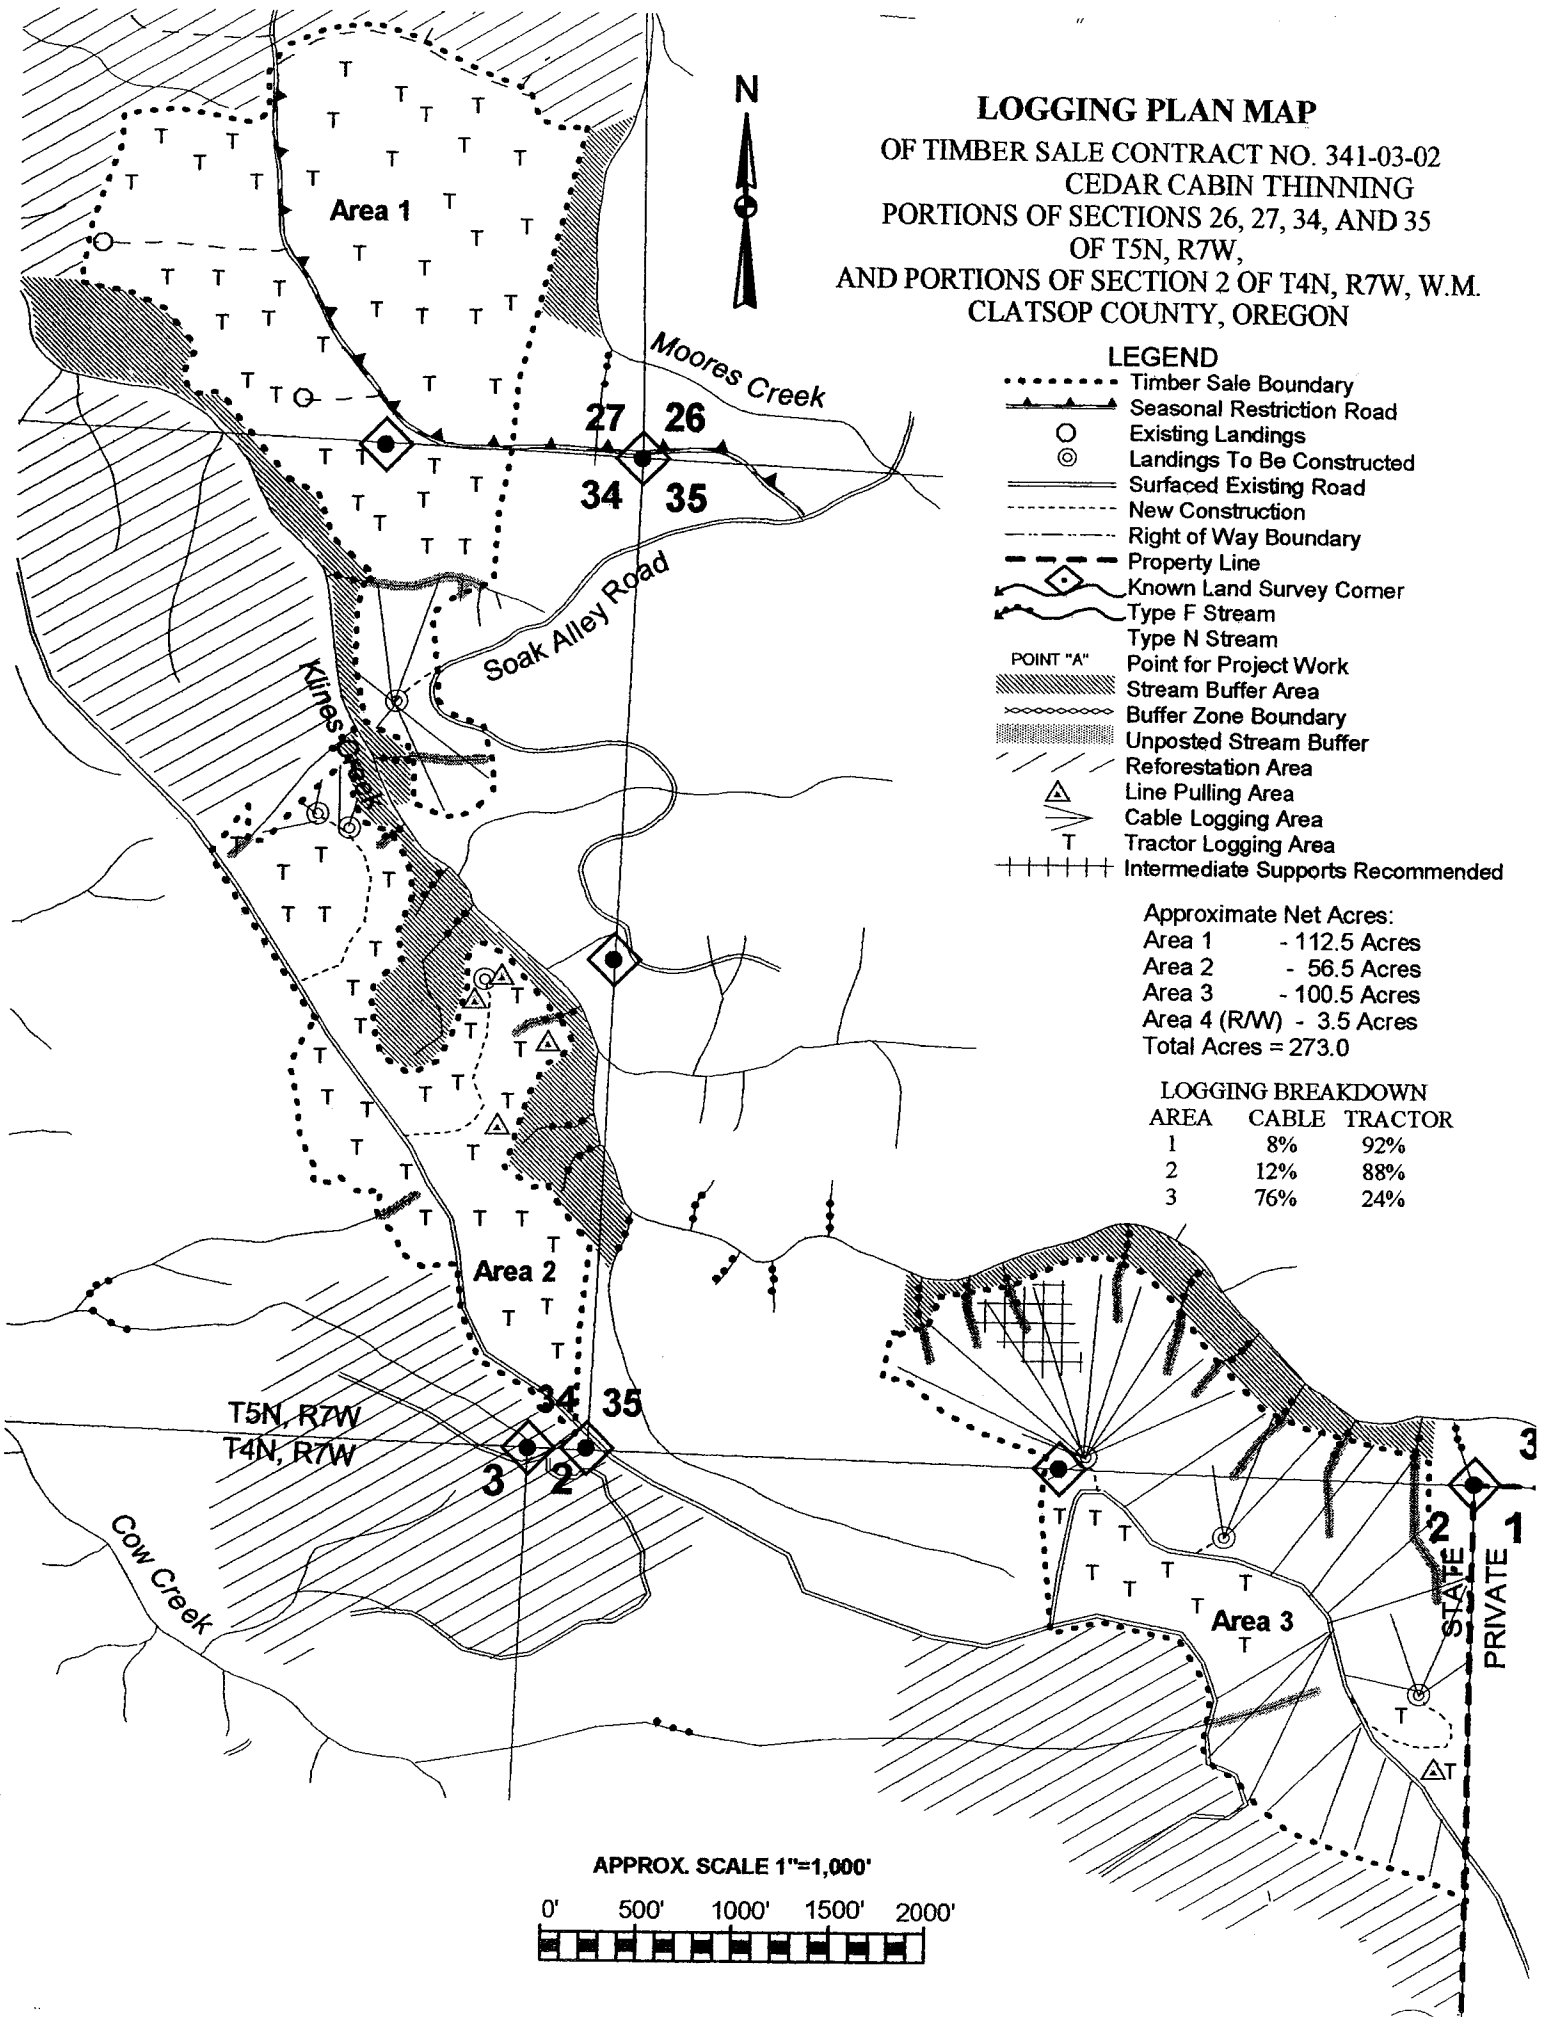 N
LOGGING PLAN MAP
OF TIMBER SALE CONTRACT NO. 341-03-02
CEDAR CABIN THINNING
PORTIONS OF SECTIONS 26, 27, 34, AND 35
OF T5N, R7W,
AND PORTIONS OF SECTION 2 OF T4N, R7W, W.M.
CLATSOP COUNTY, OREGON
LEGEND
Timber Sale Boundary
Seasonal Restriction Road
Existing Landings
Landings To Be Constructed
Surfaced Existing Road
New Construction
Right of Way Boundary
Property Line
Known Land Survey Corner
Type F Stream
Type N Stream
POINT "A" Point for Project Work
Stream Buffer Area
Buffer Zone Boundary
Unposted Stream Buffer
Reforestation Area
Line Pulling Area
Cable Logging Area
T Tractor Logging Area
Intermediate Supports Recommended
Approximate Net Acres:
Area 1 - 112.5 Acres
Area 2 - 56.5 Acres
Area 3 - 100.5 Acres
Area 4 (R/W) - 3.5 Acres
Total Acres = 273.0
LOGGING BREAKDOWN
AREA CABLE TRACTOR
1 8% 92%
2 12% 88%
3 76% 24%
Area 1
Moores Creek
27 26
34 35
Soak Alley Road
Klines Creek
Area 2
34 35
T5N, R7W
T4N, R7W
3 2
Cow Creek
3
2 1
STATE
PRIVATE
Area 3
APPROX. SCALE 1"=1,000'
0' 500' 1000' 1500' 2000'